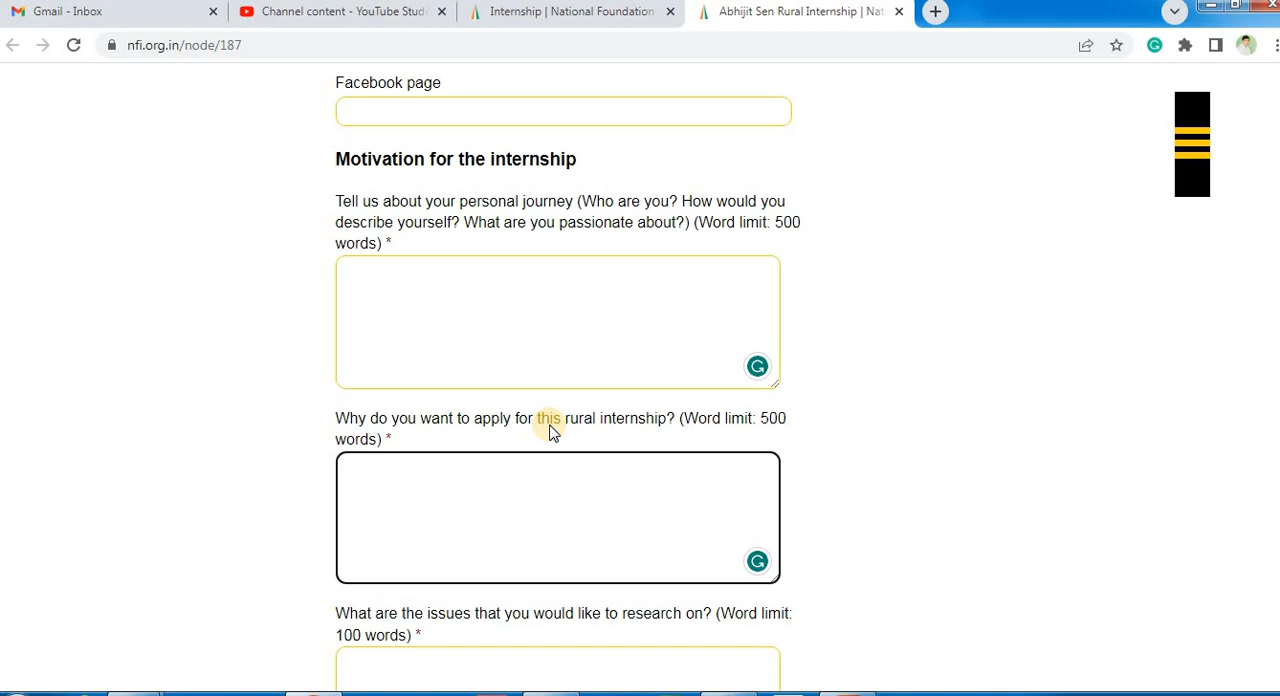 Gmail - Inbox
Channel content - YouTube Studi
Internship | National Foundation
Abhijit Sen Rural Internship | Nat
nfi.org.in/node/187
Facebook page
Motivation for the internship
Tell us about your personal journey (Who are you? How would you
describe yourself? What are you passionate about?) (Word limit: 500
words) *
Why do you want to apply for this rural internship? (Word limit: 500
words) *
What are the issues that you would like to research on? (Word limit:
100 words) *